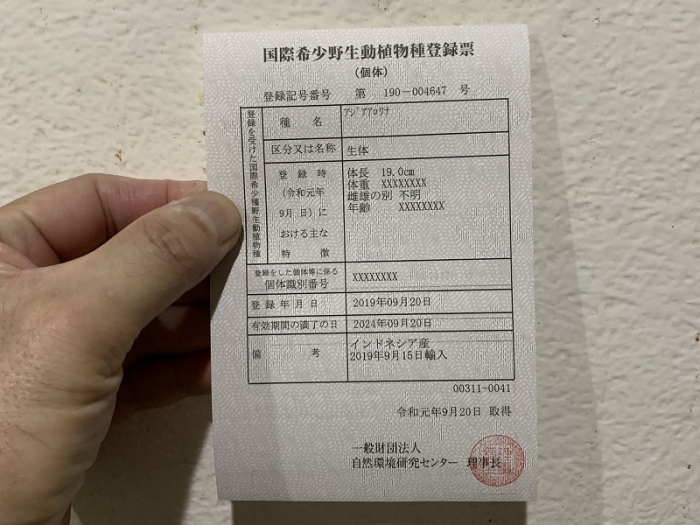 国際希少野生動植物種登録票
(個体)
登録記号番号 第 190-004647 号
登録を受けた国際希少野生動植物種
種名 アジアアロワナ
区分又は名称 生体
登録時
(令和元年
9月 日)に
おける主な
特徴
体長 19.0cm
体重 XXXXXXXX
雌雄の別 不明
年齢 XXXXXXXX
登録をした個体等に係る
個体識別番号
XXXXXXXX
登録年月日 2019年09月20日
有効期間の満了の日 2024年09月20日
備考
インドネシア産
2019年9月15日輸入
00311-0041
令和元年9月20日 取得
一般財団法人
自然環境研究センター 理事長